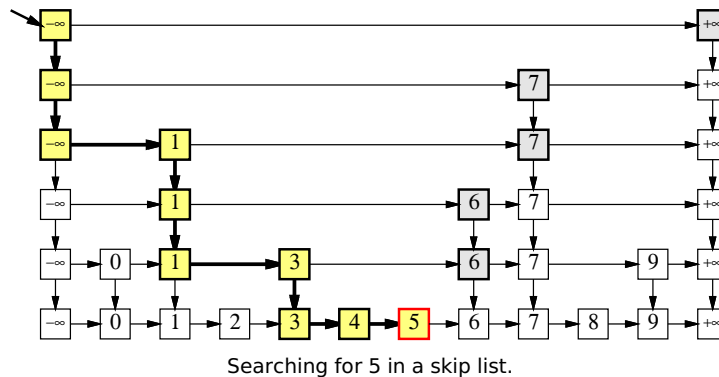 −∞ +∞
−∞ 7 +∞
−∞ 1 7 +∞
−∞ 1 6 7 +∞
−∞ 0 1 3 6 7 9 +∞
−∞ 0 1 2 3 4 5 6 7 8 9 +∞
Searching for 5 in a skip list.